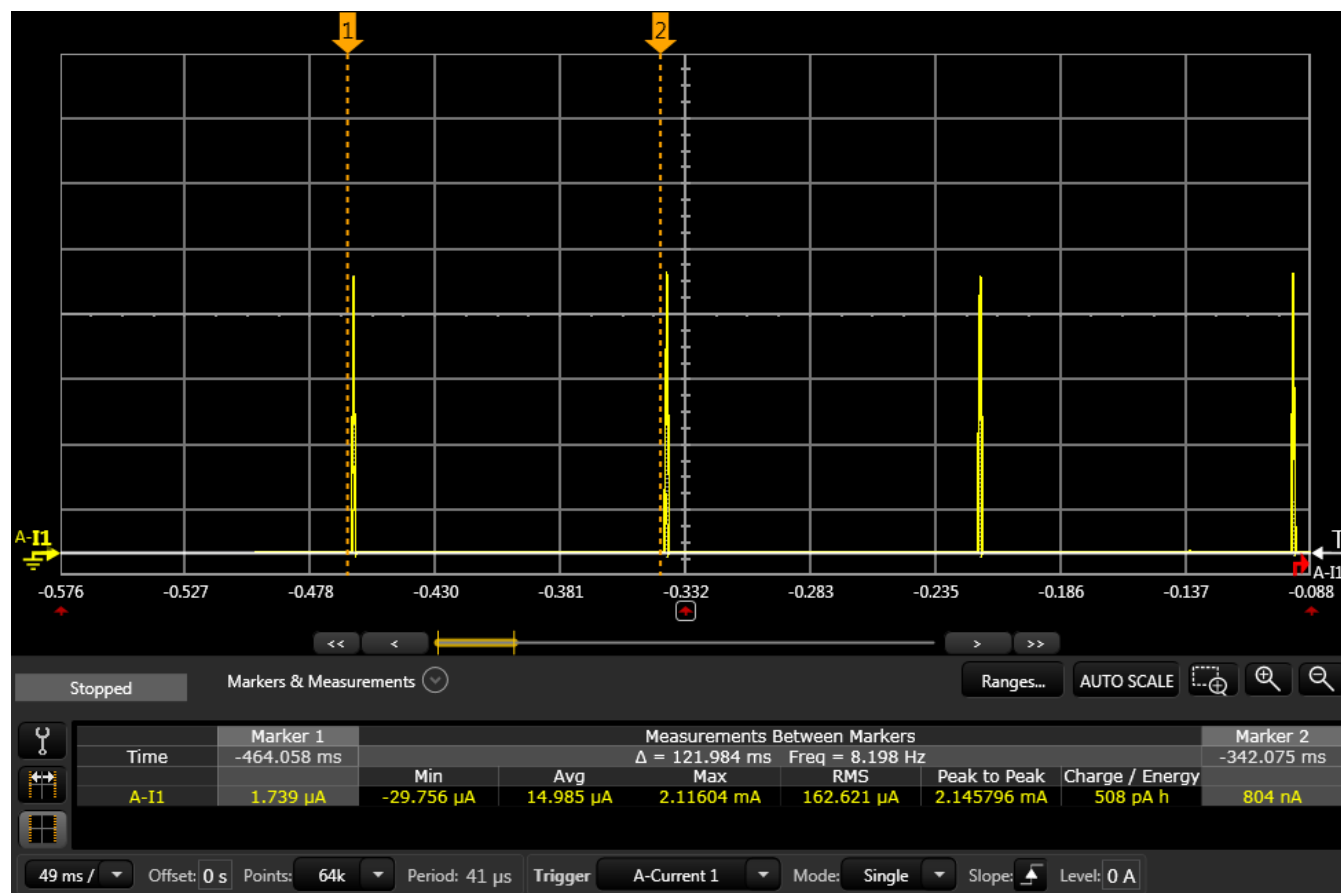 1 2
A-I1
T
A-I1
-0.576 -0.527 -0.478 -0.430 -0.381 -0.332 -0.283 -0.235 -0.186 -0.137 -0.088
<< < > >>
Stopped Markers & Measurements Ranges... AUTO SCALE
Marker 1 Measurements Between Markers Marker 2
Time -464.058 ms Δ = 121.984 ms Freq = 8.198 Hz -342.075 ms
Min Avg Max RMS Peak to Peak Charge / Energy
A-I1 1.739 µA -29.756 µA 14.985 µA 2.11604 mA 162.621 µA 2.145796 mA 508 pA h 804 nA
49 ms / Offset: 0 s Points: 64k Period: 41 µs Trigger A-Current 1 Mode: Single Slope: Level: 0 A